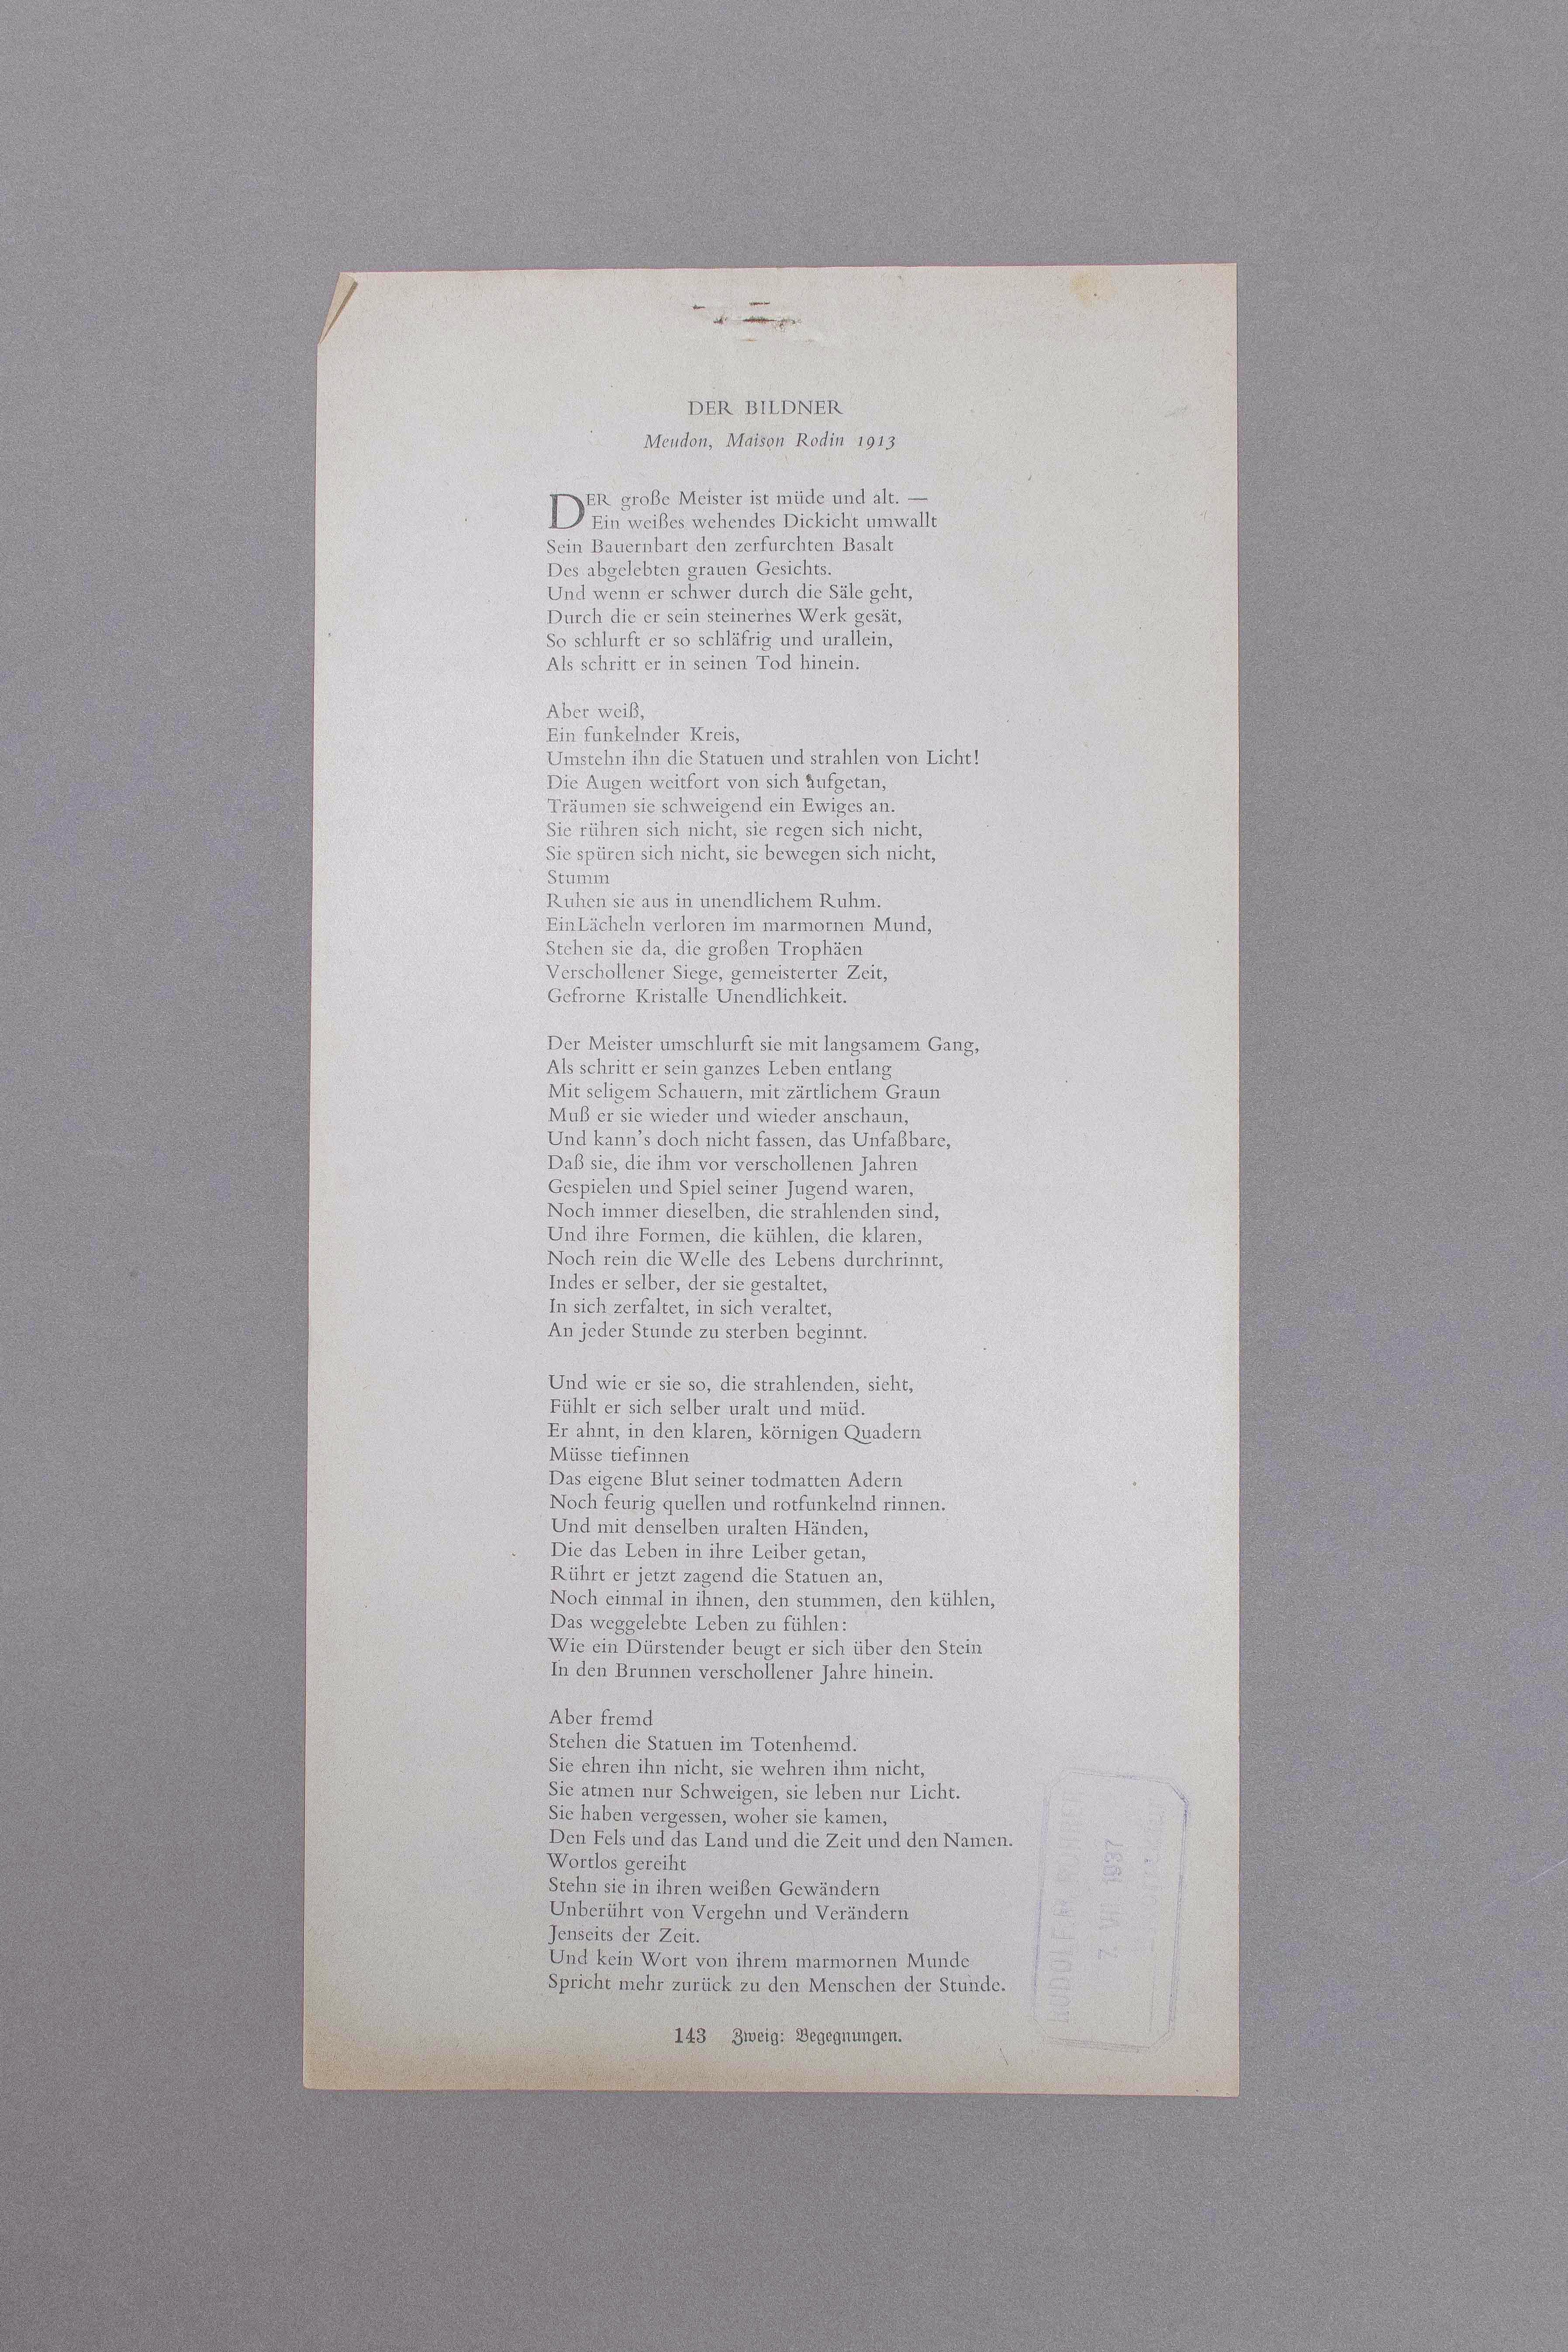 DER BILDNER
Meudon, Maison Rodin 1913
DER große Meister ist müde und alt. —
Ein weißes wehendes Dickicht umwallt
Sein Bauernbart den zerfurchten Basalt
Des abgelebten grauen Gesichts.
Und wenn er schwer durch die Säle geht,
Durch die er sein steinernes Werk gesät,
So schlurft er so schläfrig und urallein,
Als schritt er in seinen Tod hinein.
Aber weiß,
Ein funkelnder Kreis,
Umstehn ihn die Statuen und strahlen von Licht!
Die Augen weitfort von sich aufgetan,
Träumen sie schweigend ein Ewiges an.
Sie rühren sich nicht, sie regen sich nicht,
Sie spüren sich nicht, sie bewegen sich nicht,
Stumm
Ruhen sie aus in unendlichem Ruhm.
EinLächeln verloren im marmornen Mund,
Stehen sie da, die großen Trophäen
Verschollener Siege, gemeisterter Zeit,
Gefrorne Kristalle Unendlichkeit.
Der Meister umschlurft sie mit langsamem Gang,
Als schritt er sein ganzes Leben entlang
Mit seligem Schauern, mit zärtlichem Graun
Muß er sie wieder und wieder anschaun,
Und kann's doch nicht fassen, das Unfaßbare,
Daß sie, die ihm vor verschollenen Jahren
Gespielen und Spiel seiner Jugend waren,
Noch immer dieselben, die strahlenden sind,
Und ihre Formen, die kühlen, die klaren,
Noch rein die Welle des Lebens durchrinnt,
Indes er selber, der sie gestaltet,
In sich zerfaltet, in sich veraltet,
An jeder Stunde zu sterben beginnt.
Und wie er sie so, die strahlenden, sieht,
Fühlt er sich selber uralt und müd.
Er ahnt, in den klaren, körnigen Quadern
Müsse tiefinnen
Das eigene Blut seiner todmatten Adern
Noch feurig quellen und rotfunkelnd rinnen.
Und mit denselben uralten Händen,
Die das Leben in ihre Leiber getan,
Rührt er jetzt zagend die Statuen an,
Noch einmal in ihnen, den stummen, den kühlen,
Das weggelebte Leben zu fühlen:
Wie ein Dürstender beugt er sich über den Stein
In den Brunnen verschollener Jahre hinein.
Aber fremd
Stehen die Statuen im Totenhemd.
Sie ehren ihn nicht, sie wehren ihm nicht,
Sie atmen nur Schweigen, sie leben nur Licht.
Sie haben vergessen, woher sie kamen,
Den Fels und das Land und die Zeit und den Namen.
Wortlos gereiht
Stehn sie in ihren weißen Gewändern
Unberührt von Vergehn und Verändern
Jenseits der Zeit.
Und kein Wort von ihrem marmornen Munde
Spricht mehr zurück zu den Menschen der Stunde.
143 Zweig: Begegnungen.